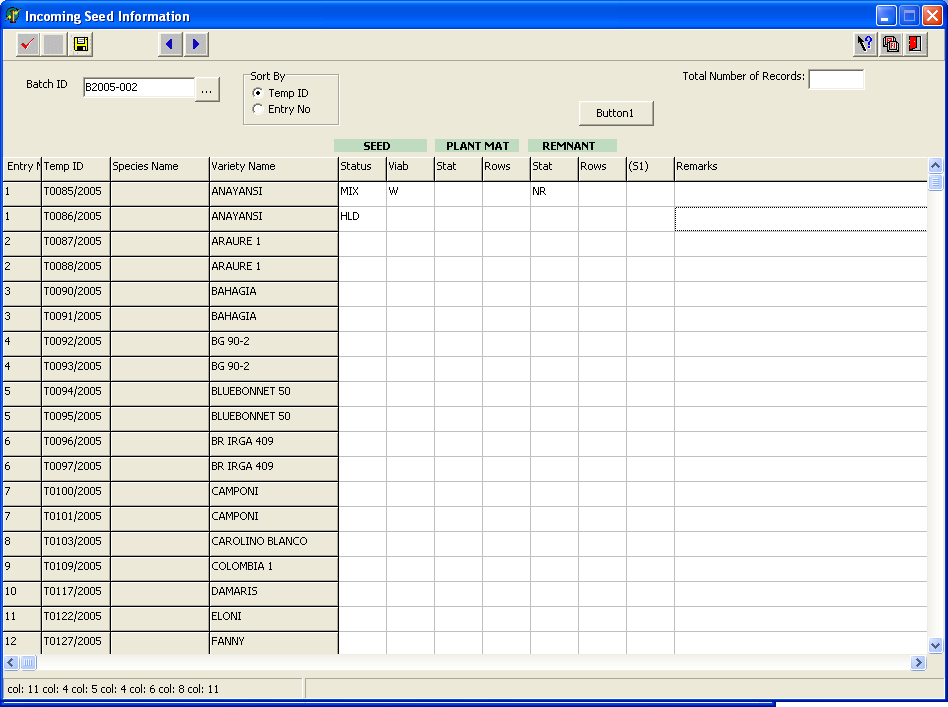 Incoming Seed Information
Batch ID B2005-002 ...
Sort By
Temp ID
Entry No
Total Number of Records:
Button1
SEED PLANT MAT REMNANT
Entry N Temp ID Species Name Variety Name Status Viab Stat Rows Stat Rows (S1) Remarks
1 T0085/2005 ANAYANSI MIX W NR
1 T0086/2005 ANAYANSI HLD
2 T0087/2005 ARAURE 1
2 T0088/2005 ARAURE 1
3 T0090/2005 BAHAGIA
3 T0091/2005 BAHAGIA
4 T0092/2005 BG 90-2
4 T0093/2005 BG 90-2
5 T0094/2005 BLUEBONNET 50
5 T0095/2005 BLUEBONNET 50
6 T0096/2005 BR IRGA 409
6 T0097/2005 BR IRGA 409
7 T0100/2005 CAMPONI
7 T0101/2005 CAMPONI
8 T0103/2005 CAROLINO BLANCO
9 T0109/2005 COLOMBIA 1
10 T0117/2005 DAMARIS
11 T0122/2005 ELONI
12 T0127/2005 FANNY
col: 11 col: 4 col: 5 col: 4 col: 6 col: 8 col: 11